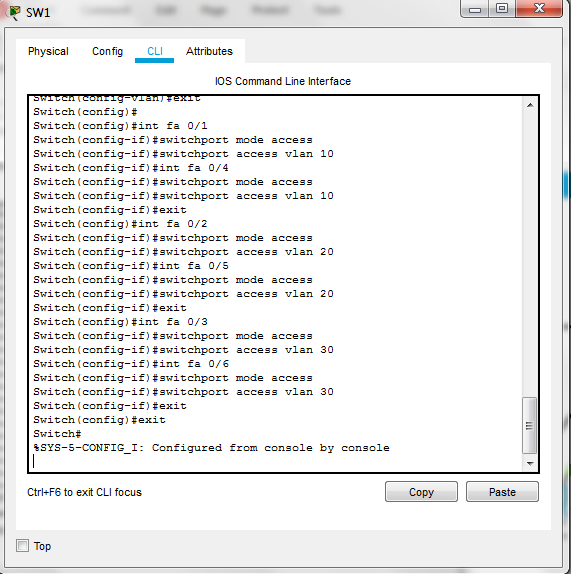 SW1
Physical
Config
CLI
Attributes
IOS Command Line Interface
Switch(config-vlan)#exit
Switch(config)#
Switch(config)#int fa 0/1
Switch(config-if)#switchport mode access
Switch(config-if)#switchport access vlan 10
Switch(config-if)#int fa 0/4
Switch(config-if)#switchport mode access
Switch(config-if)#switchport access vlan 10
Switch(config-if)#exit
Switch(config)#int fa 0/2
Switch(config-if)#switchport mode access
Switch(config-if)#switchport access vlan 20
Switch(config-if)#int fa 0/5
Switch(config-if)#switchport mode access
Switch(config-if)#switchport access vlan 20
Switch(config-if)#exit
Switch(config)#int fa 0/3
Switch(config-if)#switchport mode access
Switch(config-if)#switchport access vlan 30
Switch(config-if)#int fa 0/6
Switch(config-if)#switchport mode access
Switch(config-if)#switchport access vlan 30
Switch(config-if)#exit
Switch(config)#exit
Switch#
%SYS-5-CONFIG_I: Configured from console by console
Ctrl+F6 to exit CLI focus
Copy
Paste
Top